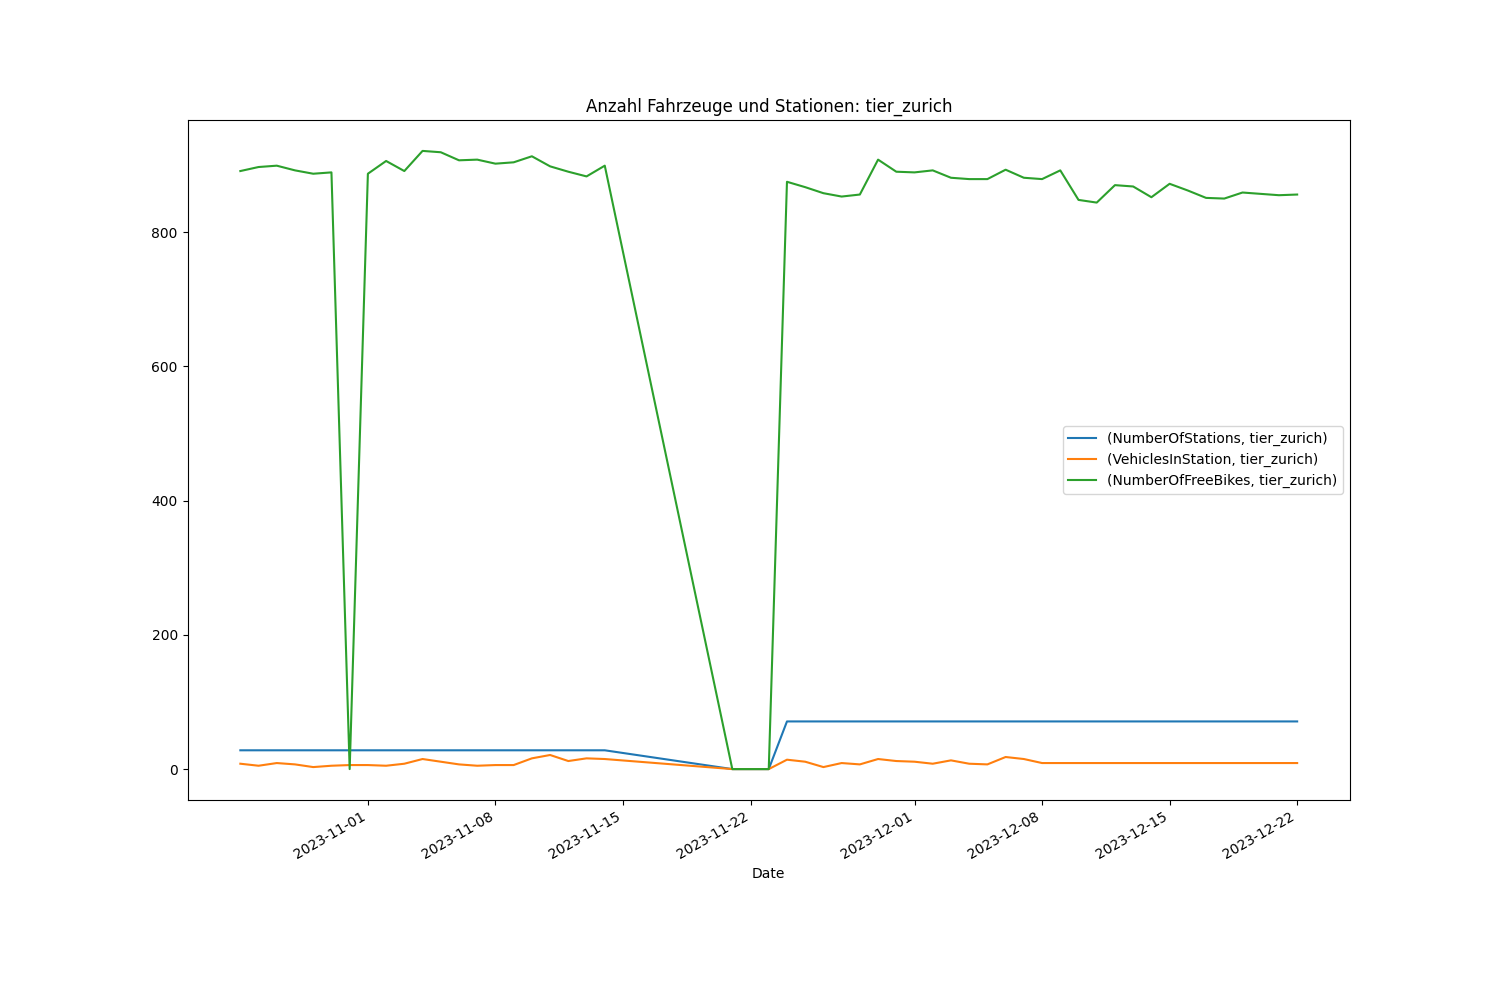 Anzahl Fahrzeuge und Stationen: tier_zurich
800
600
400
200
0
(NumberOfStations, tier_zurich)
(VehiclesInStation, tier_zurich)
(NumberOfFreeBikes, tier_zurich)
2023-11-01
2023-11-08
2023-11-15
2023-11-22
2023-12-01
2023-12-08
2023-12-15
2023-12-22
Date